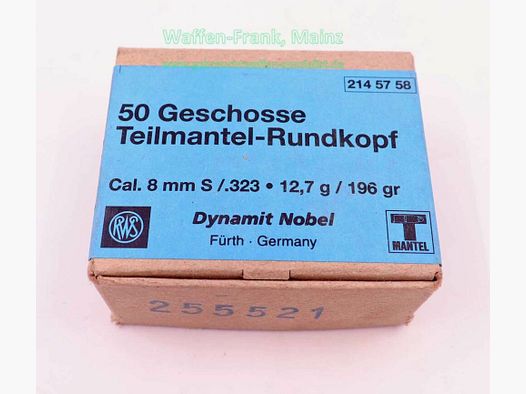 Waffen-Frank, Mainz
214 57 58
50 Geschosse
Teilmantel-Rundkopf
Cal. 8 mm S /.323 • 12,7 g / 196 gr
RWS
Dynamit Nobel
Fürth · Germany
T
MANTEL
255521